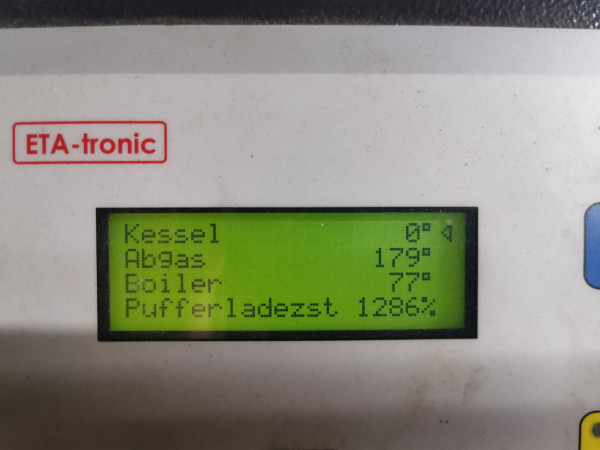 ETA-tronic
Kessel 0°
Abgas 179°
Boiler 77°
Pufferladezst 1286%